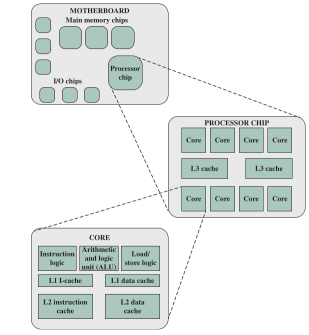 MOTHERBOARD
Main memory chips
Processor
chip
I/O chips
PROCESSOR CHIP
Core Core Core Core
L3 cache L3 cache
Core Core Core Core
CORE
Instruction
logic
Arithmetic
and logic
unit (ALU)
Load/
store logic
L1 I-cache L1 data cache
L2 instruction
cache
L2 data
cache